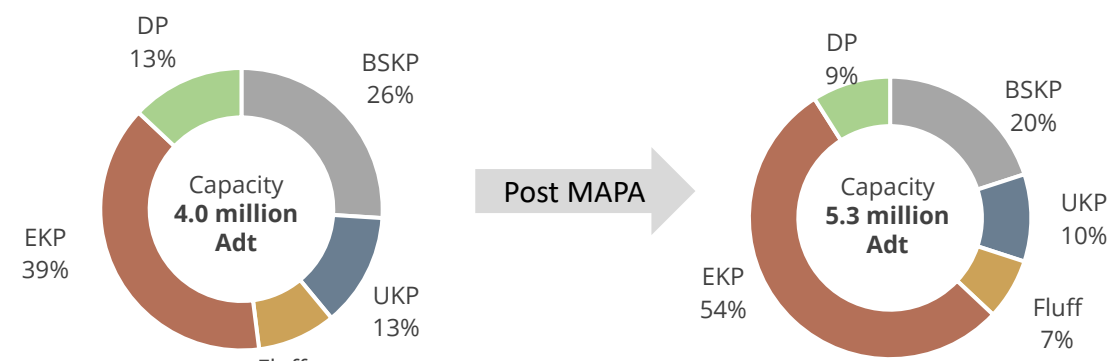 DP
13%
BSKP
26%
Capacity
4.0 million
Adt
EKP
39%
UKP
13%
Post MAPA
DP
9%
BSKP
20%
Capacity
5.3 million
Adt
UKP
10%
EKP
54%
Fluff
7%